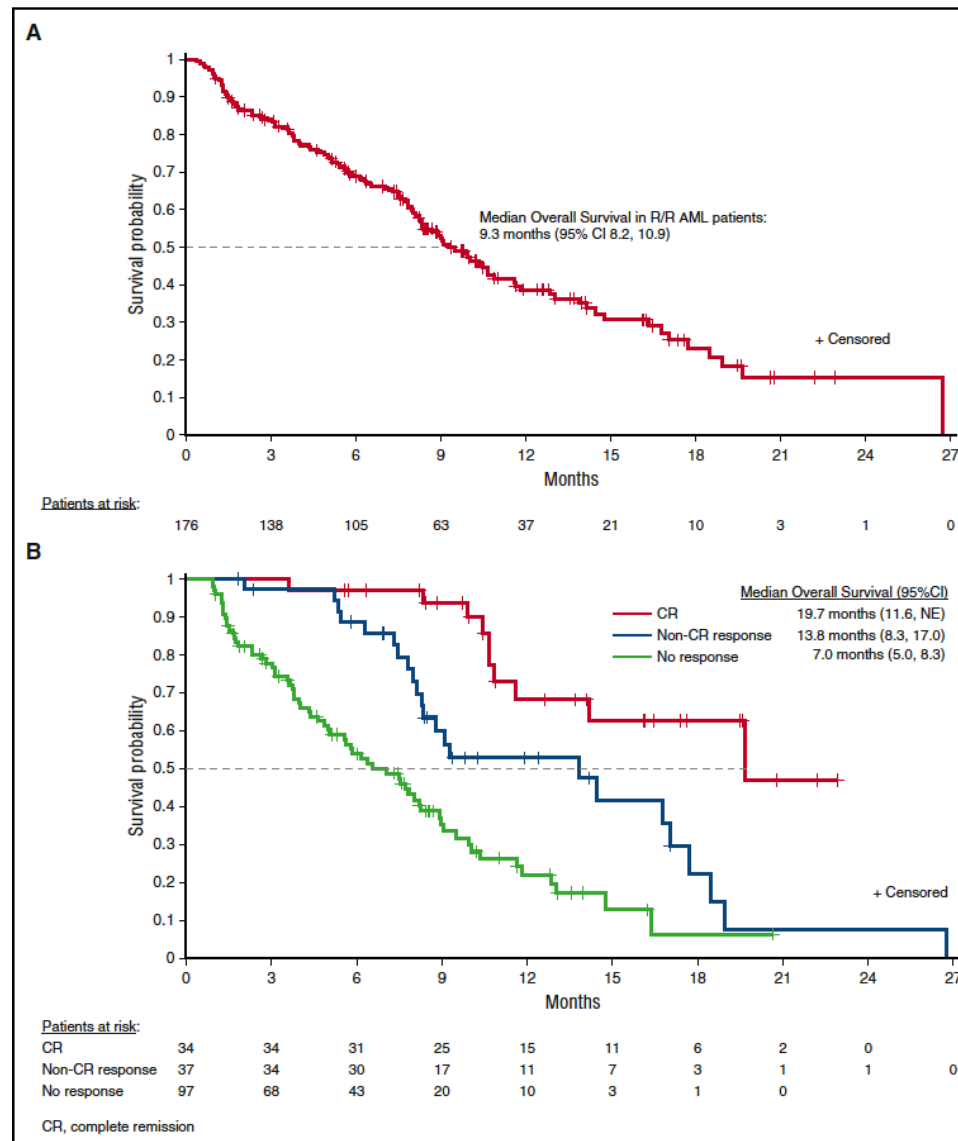 A
1
0.9
0.8
0.7
0.6
0.5
0.4
0.3
0.2
0.1
0
Survival probability
Median Overall Survival in R/R AML patients:
9.3 months (95% CI 8.2, 10.9)
+ Censored
0 3 6 9 12 15 18 21 24 27
Months
Patients at risk:
176 138 105 63 37 21 10 3 1 0
B
1
0.9
0.8
0.7
0.6
0.5
0.4
0.3
0.2
0.1
0
Survival probability
Median Overall Survival (95%CI)
CR 19.7 months (11.6, NE)
Non-CR response 13.8 months (8.3, 17.0)
No response 7.0 months (5.0, 8.3)
+ Censored
0 3 6 9 12 15 18 21 24 27
Months
Patients at risk:
CR 34 34 31 25 15 11 6 2 0
Non-CR response 37 34 30 17 11 7 3 1 1 0
No response 97 68 43 20 10 3 1 0
CR, complete remission